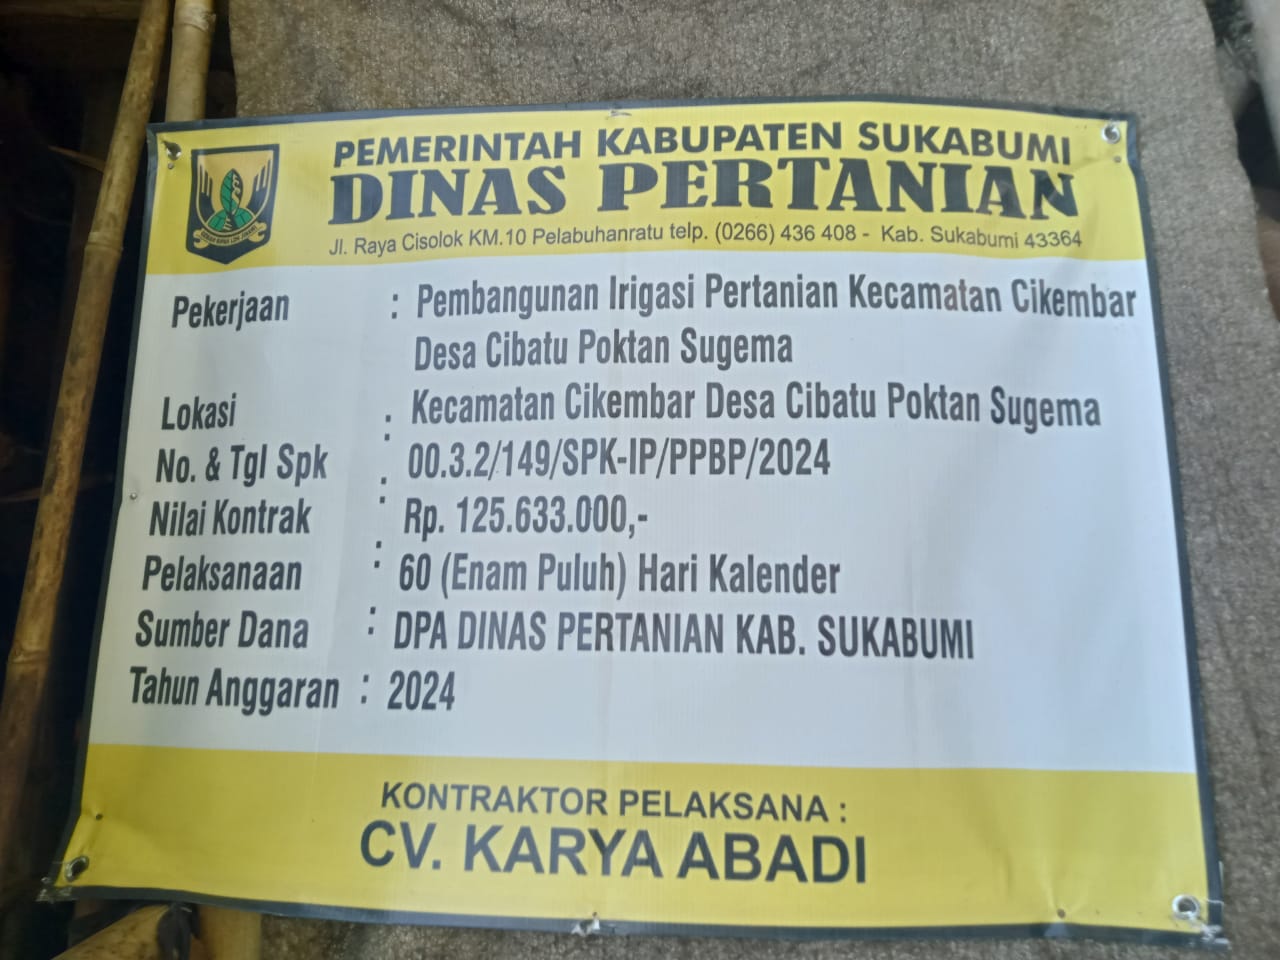 PEMERINTAH KABUPATEN SUKABUMI
DINAS PERTANIAN
Jl. Raya Cisolok KM.10 Pelabuhanratu telp. (0266) 436 408 - Kab. Sukabumi 43364
Pekerjaan : Pembangunan Irigasi Pertanian Kecamatan Cikembar
Desa Cibatu Poktan Sugema
Lokasi : Kecamatan Cikembar Desa Cibatu Poktan Sugema
No. & Tgl Spk : 00.3.2/149/SPK-IP/PPBP/2024
Nilai Kontrak : Rp. 125.633.000,-
Pelaksanaan : 60 (Enam Puluh) Hari Kalender
Sumber Dana : DPA DINAS PERTANIAN KAB. SUKABUMI
Tahun Anggaran : 2024
KONTRAKTOR PELAKSANA :
CV. KARYA ABADI